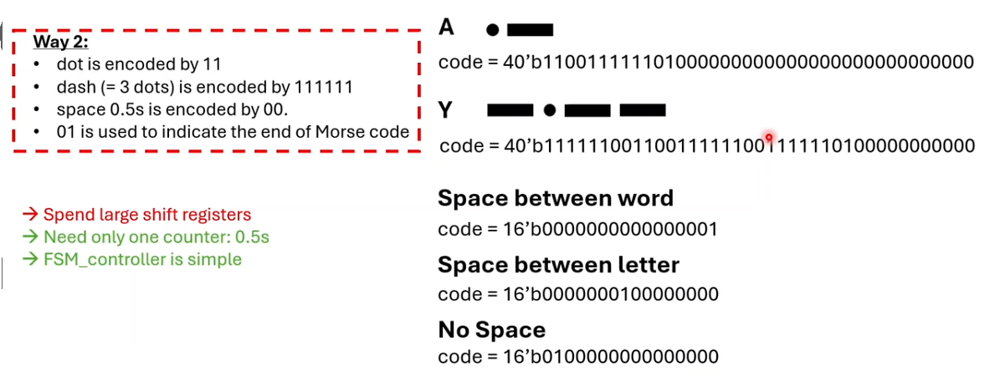 Way 2:
• dot is encoded by 11
• dash (= 3 dots) is encoded by 111111
• space 0.5s is encoded by 00.
• 01 is used to indicate the end of Morse code
→ Spend large shift registers
→ Need only one counter: 0.5s
→ FSM_controller is simple
A
code = 40’b1100111111010000000000000000000000000000
Y
code = 40’b1111110011001111110011111101000000000000
Space between word
code = 16’b0000000000000001
Space between letter
code = 16’b0000000100000000
No Space
code = 16’b0100000000000000